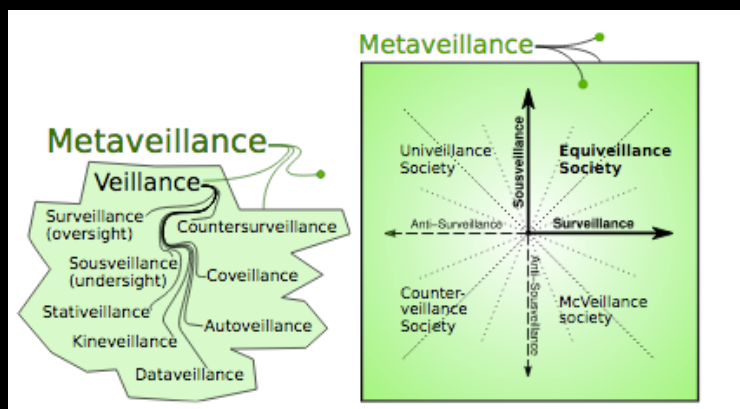 Metaveillance
Veillance
Surveillance
(oversight)
Countersurveillance
Sousveillance
(undersight)
Coveillance
Stativeillance
Autoveillance
Kineveillance
Dataveillance
Metaveillance
Univeillance
Society
Sousveillance
Equiveillance
Society
Anti-Surveillance
Surveillance
Counter-
veillance
Society
Anti-Sousveillance
McVeillance
society